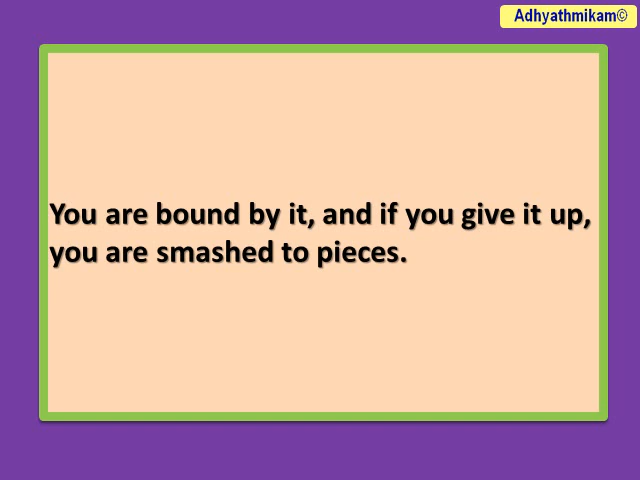 Adhyathmikam©
You are bound by it, and if you give it up,
you are smashed to pieces.